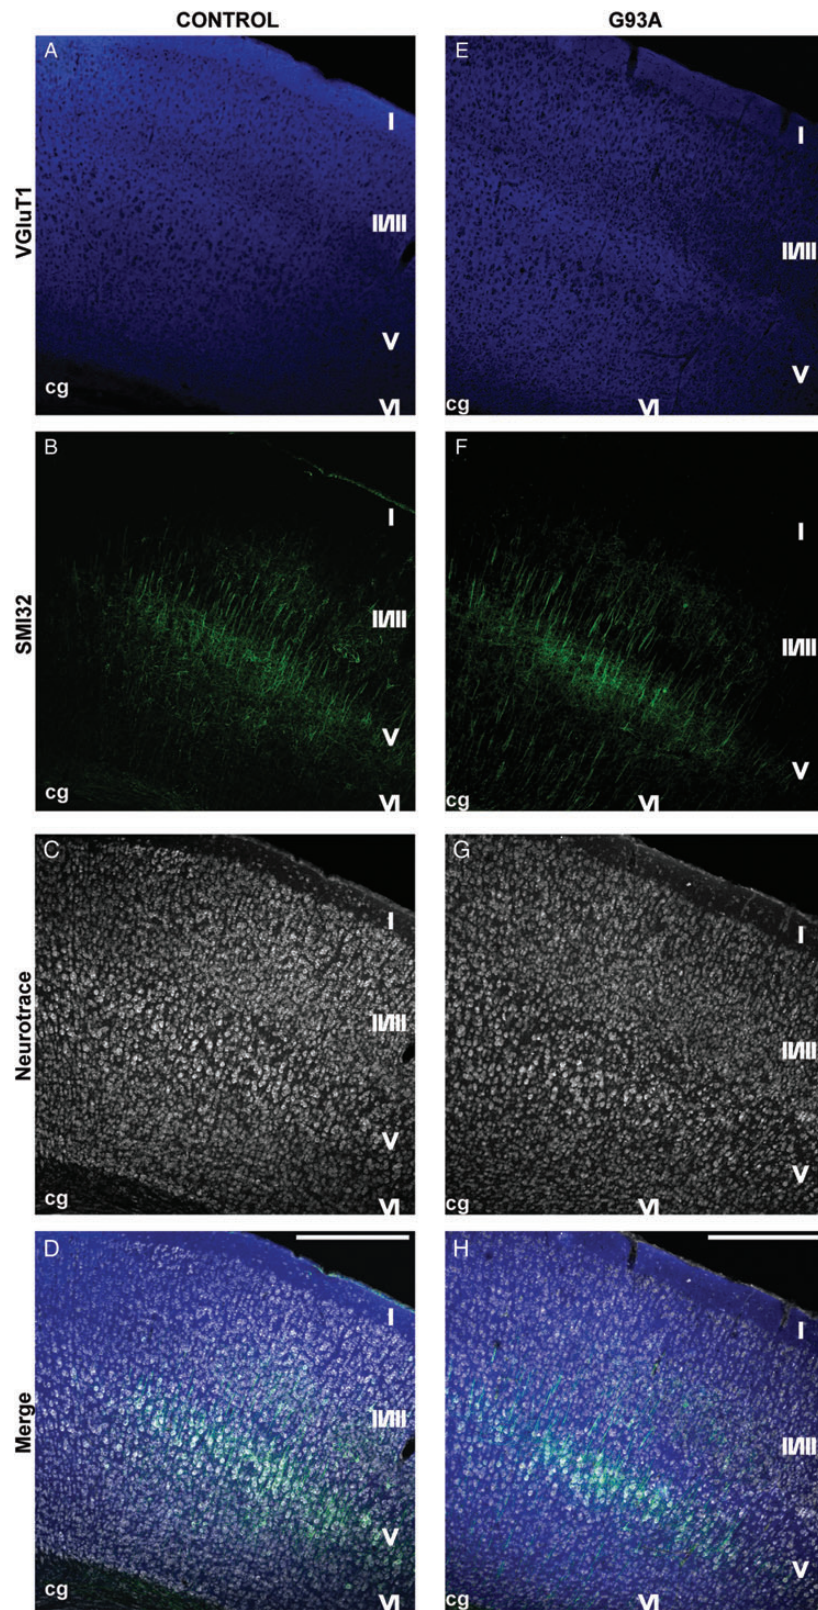 CONTROL G93A
VGluT1
A
I
II/III
V
cg
VI
E
I
II/III
V
cg
VI
SMI32
B
I
II/III
V
cg
VI
F
I
II/III
V
cg
VI
Neurotrace
C
I
II/III
V
cg
VI
G
I
II/III
V
cg
VI
Merge
D
I
II/III
V
cg
VI
H
I
II/III
V
cg
VI